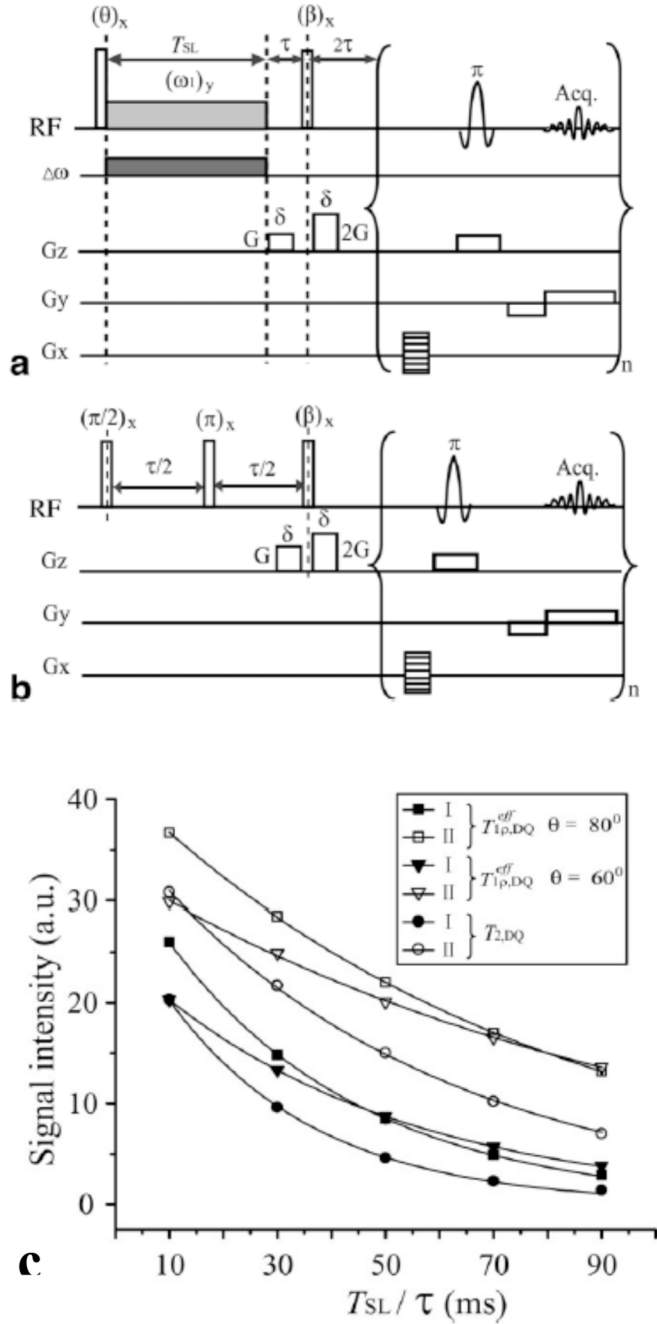 (θ)x (β)x
TSL τ 2τ
(ω1)y π Acq.
RF
Δω
δ δ
G 2G
Gz
Gy
Gx
a n
(π/2)x (π)x (β)x
τ/2 τ/2 π Acq.
RF
δ δ
G 2G
Gz
Gy
Gx
b n
40
30
20
10
0
Signal intensity (a.u.)
I
II
T1ρ,DQ^eff θ = 80⁰
I
II
T1ρ,DQ^eff θ = 60⁰
I
II
T2,DQ
10 30 50 70 90
TSL / τ (ms)
c